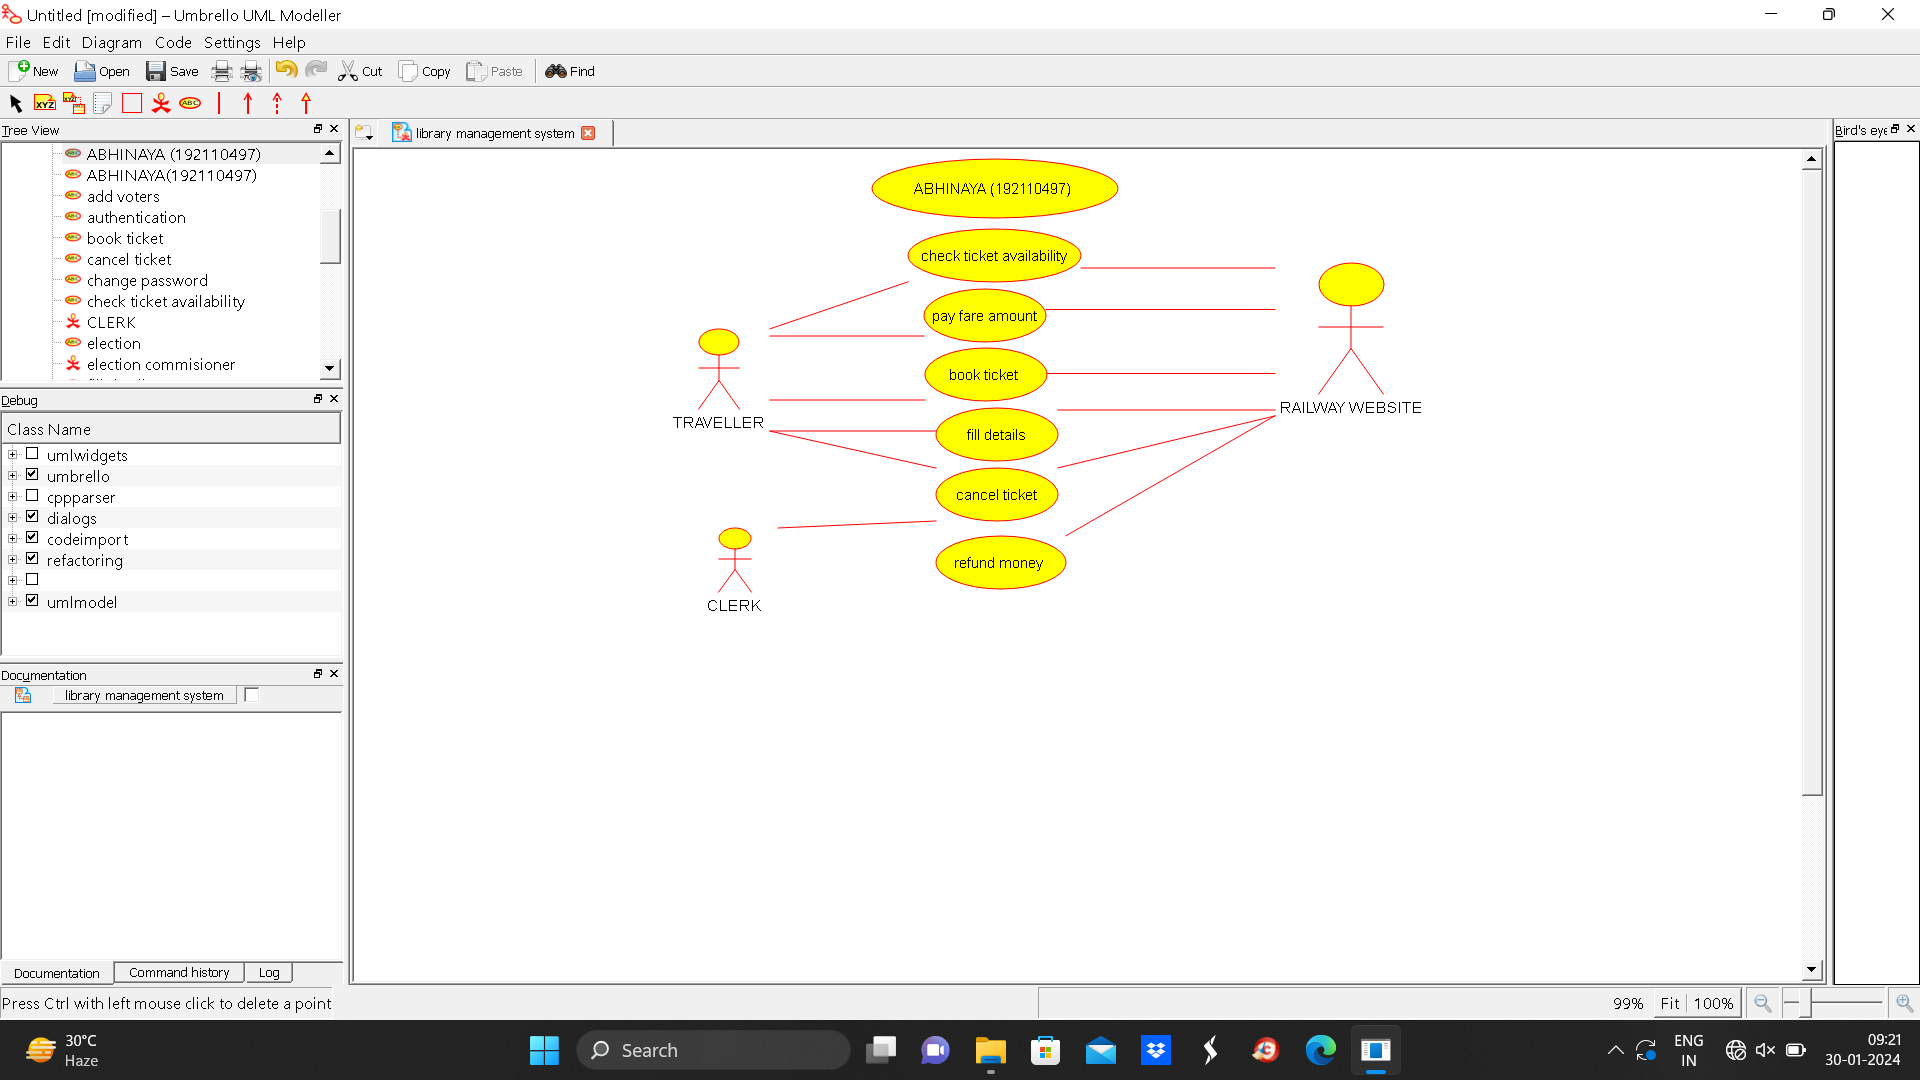 Untitled [modified] – Umbrello UML Modeller
File Edit Diagram Code Settings Help
New Open Save Cut Copy Paste Find
XYZ XYZ ABC
Tree View
ABHINAYA (192110497)
ABHINAYA(192110497)
add voters
authentication
book ticket
cancel ticket
change password
check ticket availability
CLERK
election
election commisioner
Debug
Class Name
umlwidgets
umbrello
cppparser
dialogs
codeimport
refactoring
umlmodel
Documentation
library management system
Documentation Command history Log
Press Ctrl with left mouse click to delete a point
library management system
ABHINAYA (192110497)
check ticket availability
pay fare amount
book ticket
fill details
cancel ticket
refund money
TRAVELLER
CLERK
RAILWAY WEBSITE
Bird's eye
99% Fit 100%
30°C
Haze
Search
ENG
IN
09:21
30-01-2024